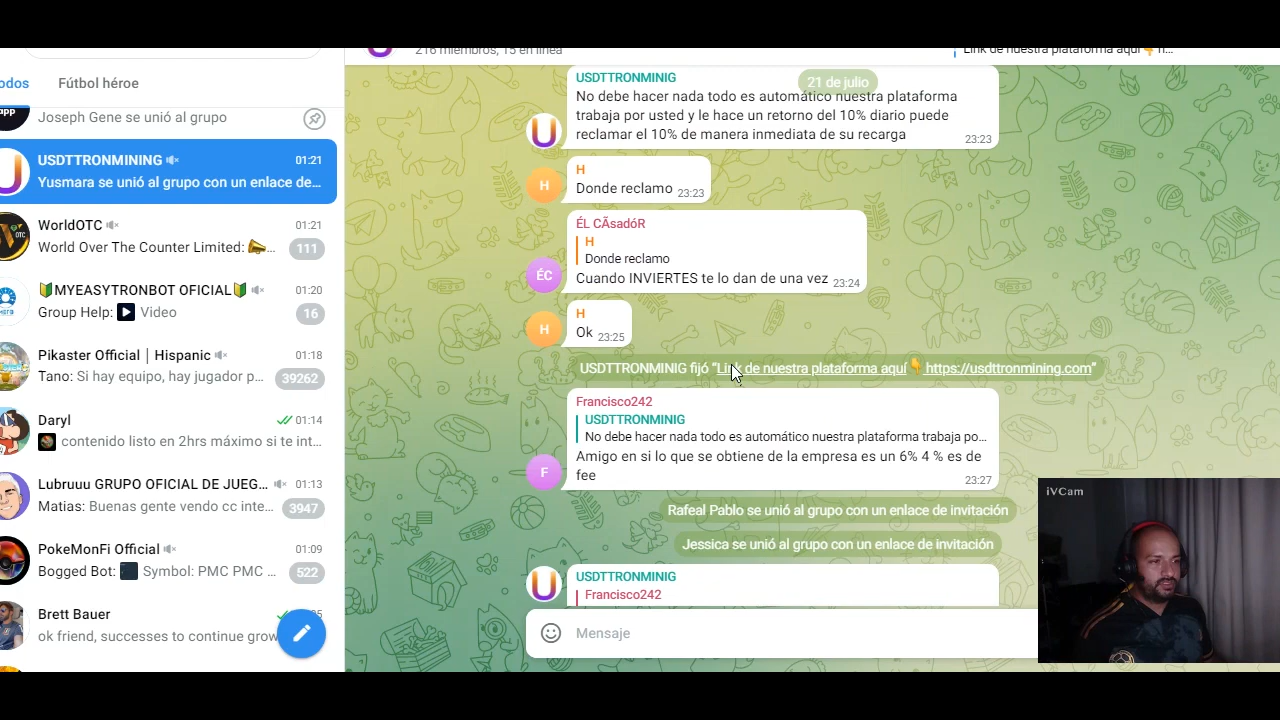 odos
Fútbol héroe
app
Joseph Gene se unió al grupo
USDTTRONMINING
01:21
Yusmara se unió al grupo con un enlace de...
WorldOTC
01:21
OTC
World Over The Counter Limited:
111
MYEASYTRONBOT OFICIAL
01:20
Group Help:
Video
16
Pikaster Official | Hispanic
01:18
Tano: Si hay equipo, hay jugador p...
39262
Daryl
01:14
contenido listo en 2hrs máximo si te int...
Lubruuu GRUPO OFICIAL DE JUEG...
01:13
Matias: Buenas gente vendo cc inte...
3947
PokeMonFi Official
01:09
Bogged Bot:
Symbol: PMC PMC ...
522
Brett Bauer
ok friend, successes to continue grow
216 miembros, 15 en línea
Link de nuestra plataforma aquí
21 de julio
USDTTRONMINIG
No debe hacer nada todo es automático nuestra plataforma
trabaja por usted y le hace un retorno del 10% diario puede
reclamar el 10% de manera inmediata de su recarga
23:23
H
H
Donde reclamo 23:23
ÉL CÃsadóR
H
Donde reclamo
ÉC
Cuando INVIERTES te lo dan de una vez 23:24
H
H
Ok 23:25
USDTTRONMINIG fijó "Link de nuestra plataforma aquí https://usdttronmining.com"
Francisco242
USDTTRONMINIG
No debe hacer nada todo es automático nuestra plataforma trabaja po...
Amigo en si lo que se obtiene de la empresa es un 6% 4 % es de
fee
F
23:27
Rafeal Pablo se unió al grupo con un enlace de invitación
Jessica se unió al grupo con un enlace de invitación
USDTTRONMINIG
Francisco242
Mensaje
iVCam